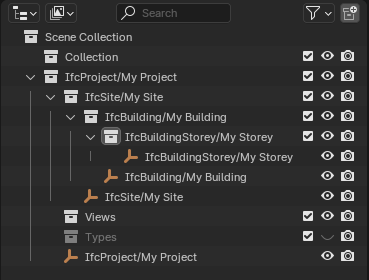 Search
Scene Collection
Collection
IfcProject/My Project
IfcSite/My Site
IfcBuilding/My Building
IfcBuildingStorey/My Storey
IfcBuildingStorey/My Storey
IfcBuilding/My Building
IfcSite/My Site
Views
Types
IfcProject/My Project